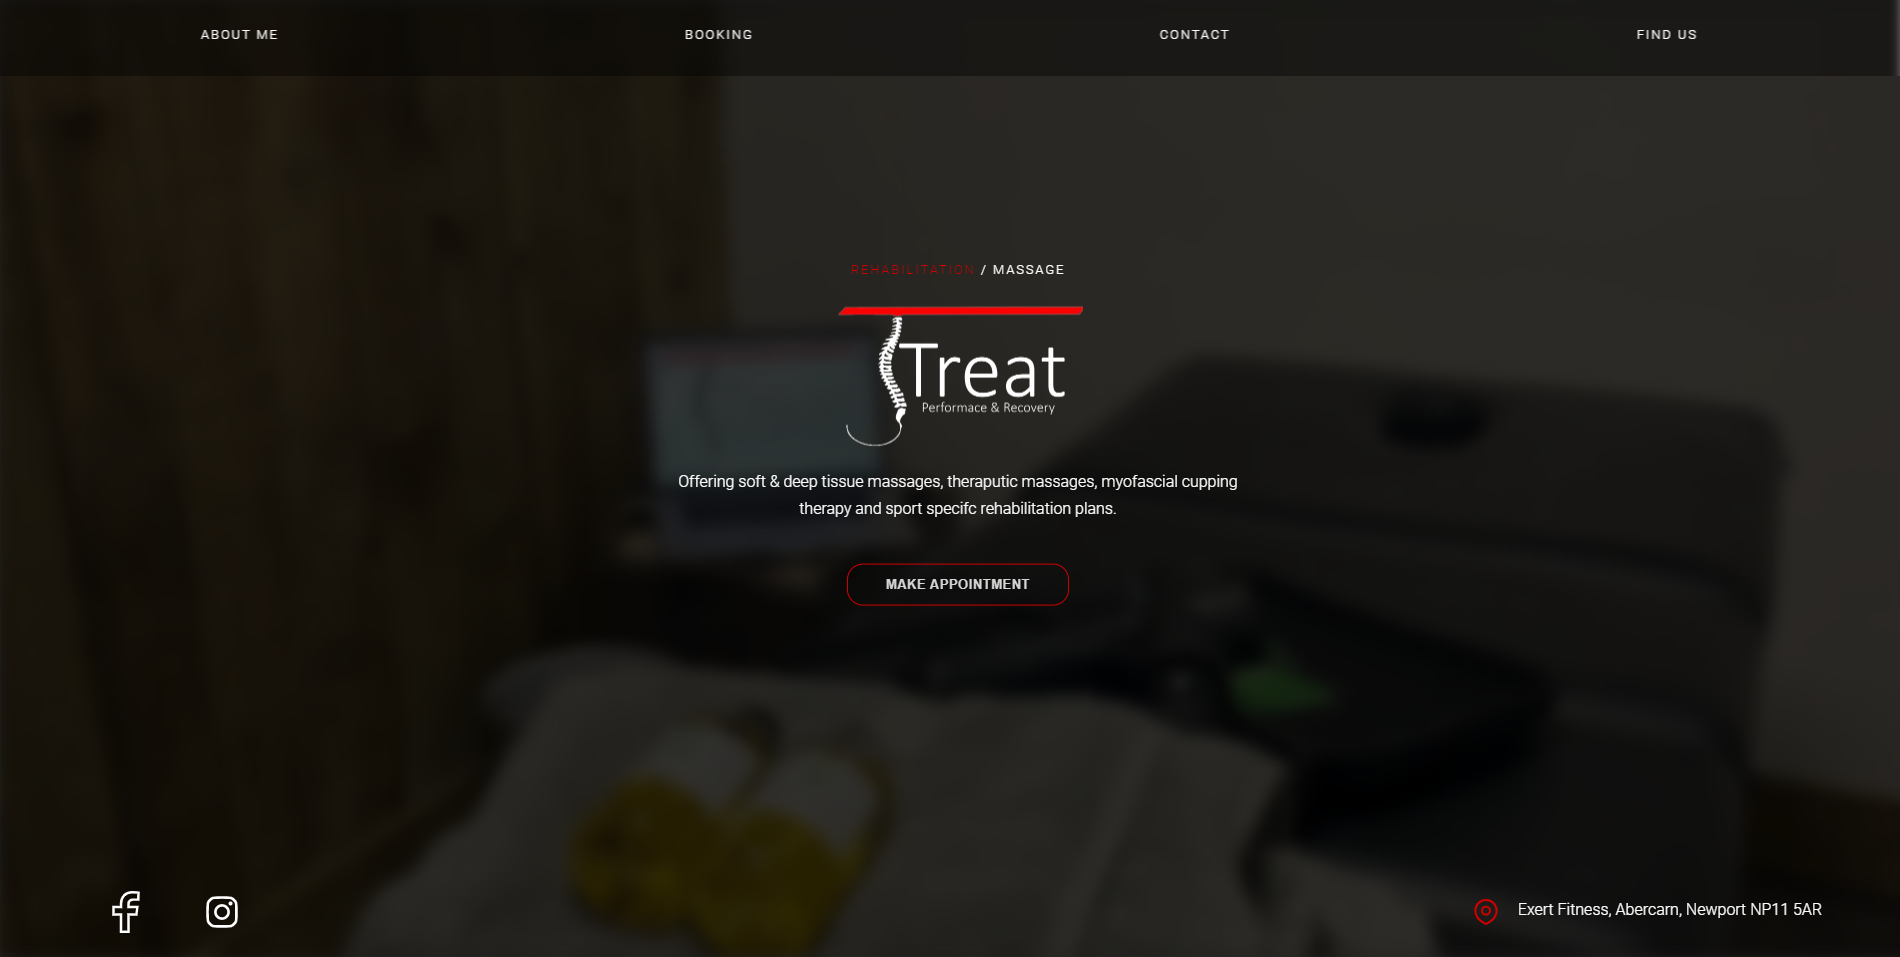 ABOUT ME
BOOKING
CONTACT
FIND US
REHABILITATION / MASSAGE
Treat
Performace & Recovery
Offering soft & deep tissue massages, theraputic massages, myofascial cupping
therapy and sport specifc rehabilitation plans.
MAKE APPOINTMENT
Exert Fitness, Abercarn, Newport NP11 5AR